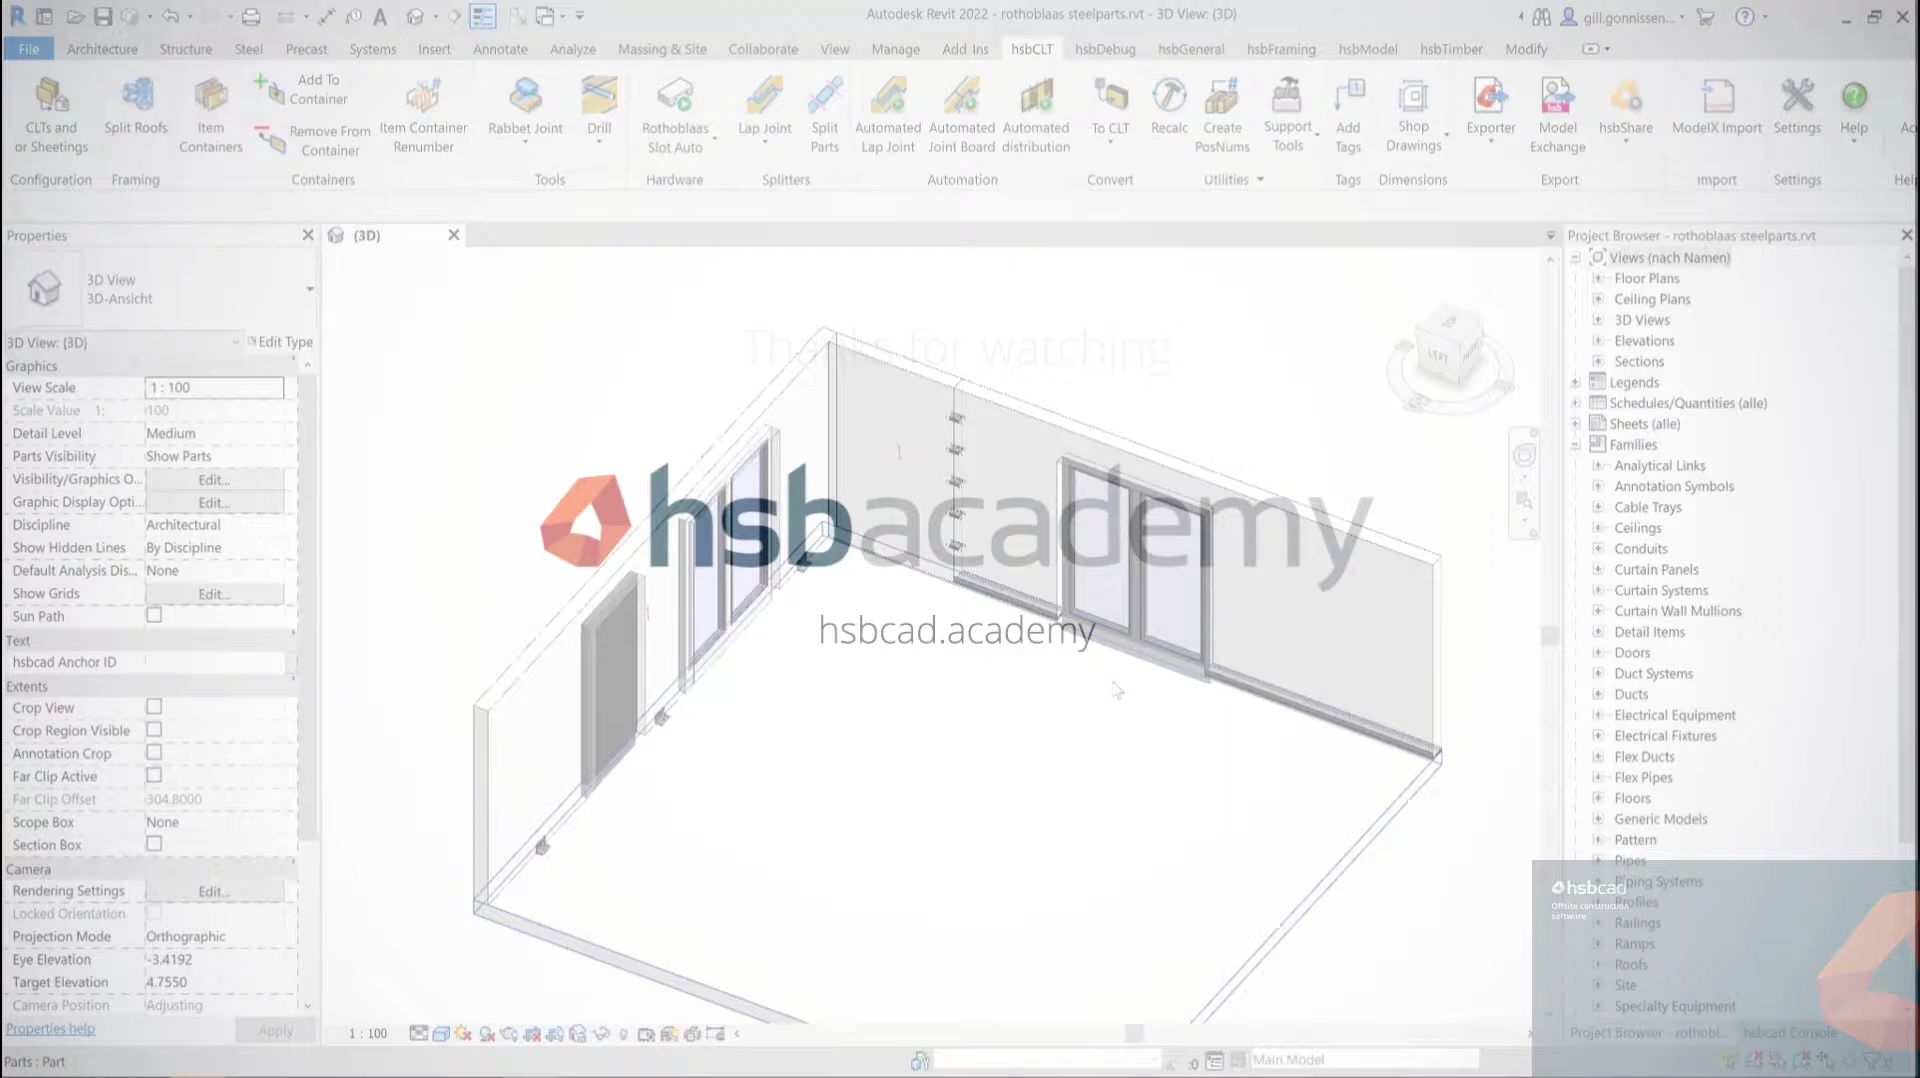 Autodesk Revit 2022 - rothoblaas steelparts.rvt - 3D View: {3D}
gill.gonnissen...
File Architecture Structure Steel Precast Systems Insert Annotate Analyze Massing & Site Collaborate View Manage Add Ins hsbCLT hsbDebug hsbGeneral hsbFraming hsbModel hsbTimber Modify
CLTs and or Sheetings
Split Roofs
Item Containers
Add To Container
Remove From Container
Item Container Renumber
Rabbet Joint
Drill
Rothoblaas Slot Auto
Lap Joint
Split Parts
Automated Lap Joint
Automated Joint Board
Automated distribution
To CLT
Recalc
Create PosNums
Support Tools
Add Tags
Shop Drawings
Exporter
Model Exchange
hsbShare
ModelX Import
Settings
Help
Configuration Framing Containers Tools Hardware Splitters Automation Convert Utilities Tags Dimensions Export Import Settings
Properties
3D View
3D-Ansicht
3D View: {3D}
Edit Type
Graphics
View Scale 1 : 100
Scale Value 1: 100
Detail Level Medium
Parts Visibility Show Parts
Visibility/Graphics O... Edit...
Graphic Display Opti... Edit...
Discipline Architectural
Show Hidden Lines By Discipline
Default Analysis Dis... None
Show Grids Edit...
Sun Path
Text
hsbcad Anchor ID
Extents
Crop View
Crop Region Visible
Annotation Crop
Far Clip Active
Far Clip Offset 304.8000
Scope Box None
Section Box
Camera
Rendering Settings Edit...
Locked Orientation
Projection Mode Orthographic
Eye Elevation -3.4192
Target Elevation 4.7550
Camera Position Adjusting
Properties help
Apply
Parts : Part
{3D}
Thanks for watching
LEFT
hsbacademy
hsbcad.academy
1 : 100
:0
Main Model
Project Browser - rothoblaas steelparts.rvt
Views (nach Namen)
Floor Plans
Ceiling Plans
3D Views
Elevations
Sections
Legends
Schedules/Quantities (alle)
Sheets (alle)
Families
Analytical Links
Annotation Symbols
Cable Trays
Ceilings
Conduits
Curtain Panels
Curtain Systems
Curtain Wall Mullions
Detail Items
Doors
Duct Systems
Ducts
Electrical Equipment
Electrical Fixtures
Flex Ducts
Flex Pipes
Floors
Generic Models
Pattern
Pipes
Piping Systems
Profiles
Railings
Ramps
Roofs
Site
Specialty Equipment
Project Browser - rothobl...
hsbcad Console
hsbcad
Offsite construction
software